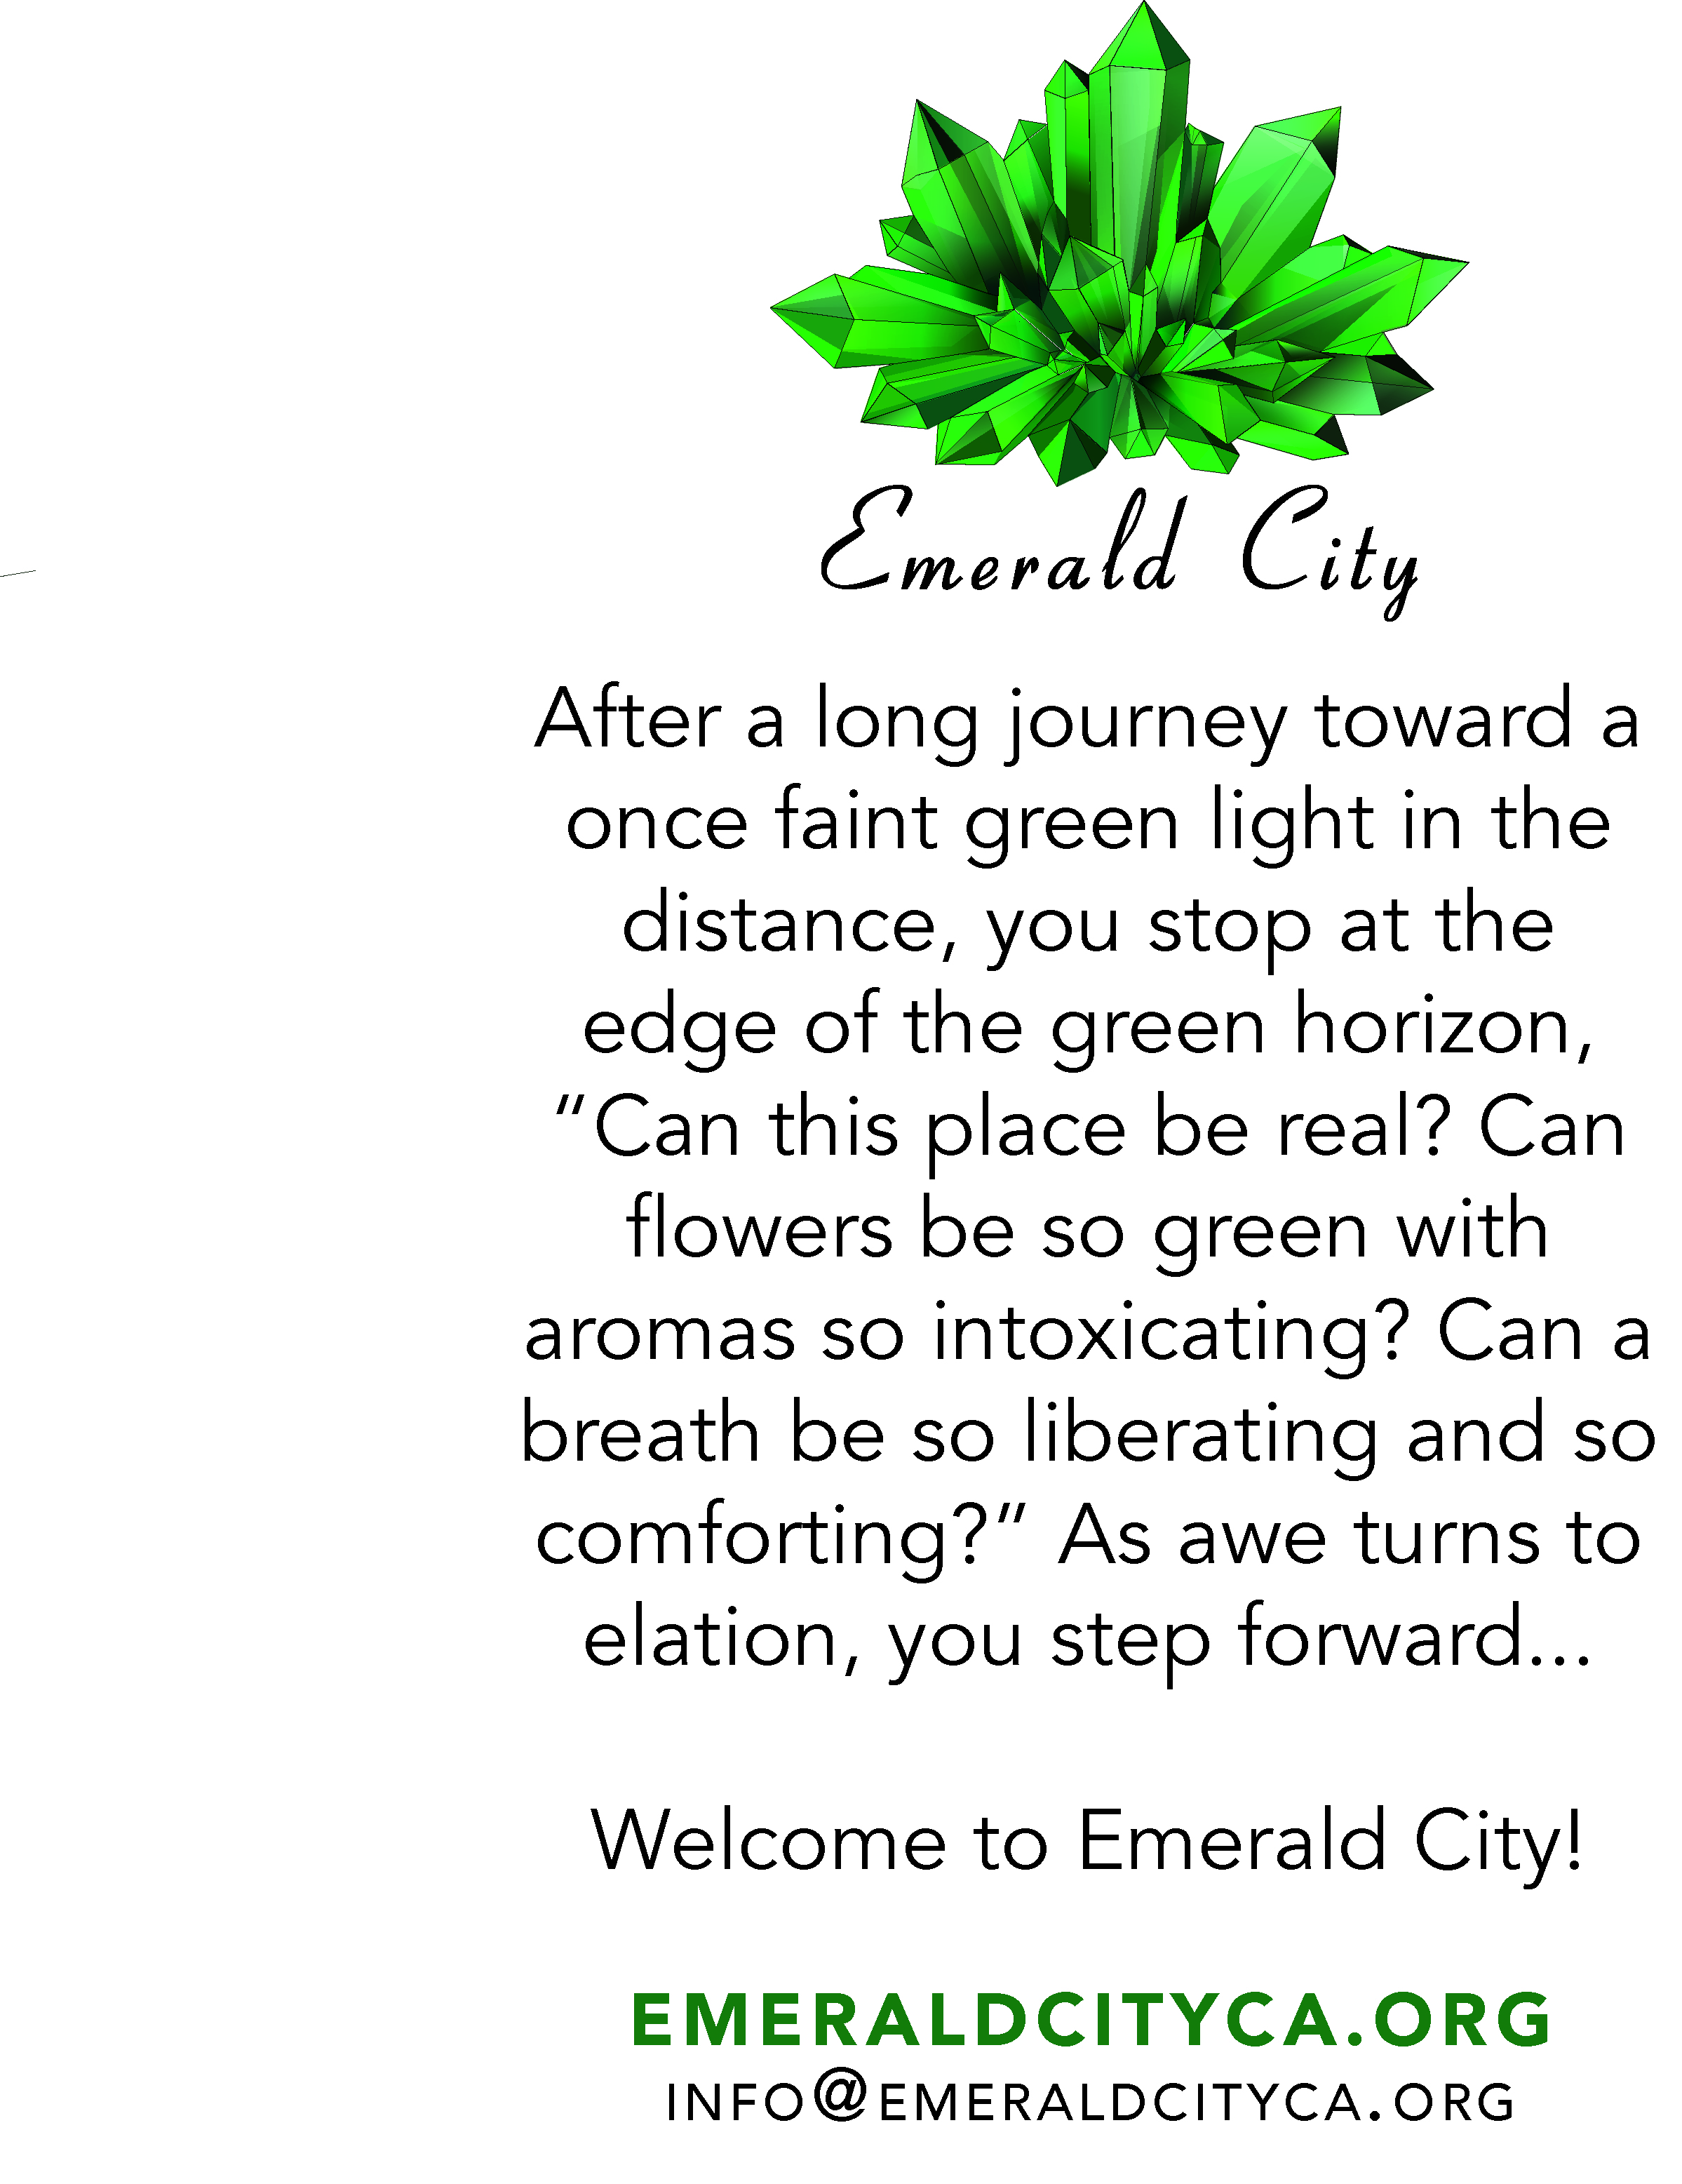 Emerald City
After a long journey toward a
once faint green light in the
distance, you stop at the
edge of the green horizon,
“Can this place be real? Can
flowers be so green with
aromas so intoxicating? Can a
breath be so liberating and so
comforting?” As awe turns to
elation, you step forward...
Welcome to Emerald City!
EMERALDCITYCA.ORG
INFO@EMERALDCITYCA.ORG